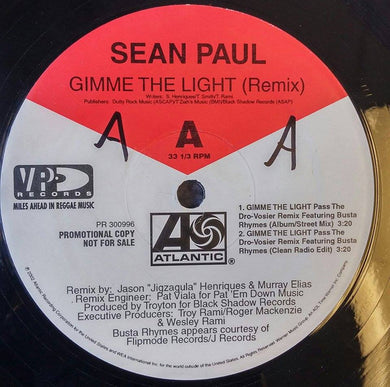 SEAN PAUL
GIMME THE LIGHT (Remix)
Writers: S. Henriques/T. Smith/T. Rami
Publishers: Dutty Rock Music (ASCAP)/T'Ziah's Music (BMI)/Black Shadow Records (ASAP)
A A A
33 1/3 RPM
VP
RECORDS
MILES AHEAD IN REGGAE MUSIC
PR 300996
PROMOTIONAL COPY
NOT FOR SALE
ATLANTIC
1. GIMME THE LIGHT Pass The
Dro-Vosier Remix Featuring Busta
Rhymes (Album/Street Mix) 3:20
2. GIMME THE LIGHT Pass The
Dro-Vosier Remix Featuring Busta
Rhymes (Clean Radio Edit) 3:20
Remix by: Jason "Jigzagula" Henriques & Murray Elias
Remix Engineer: Pat Viala for Pat' Em Down Music
Produced by Troyton for Black Shadow Records
Executive Producers: Troy Rami/Roger Mackenzie
& Wesley Rami
Busta Rhymes appears courtesy of
Flipmode Records/J Records